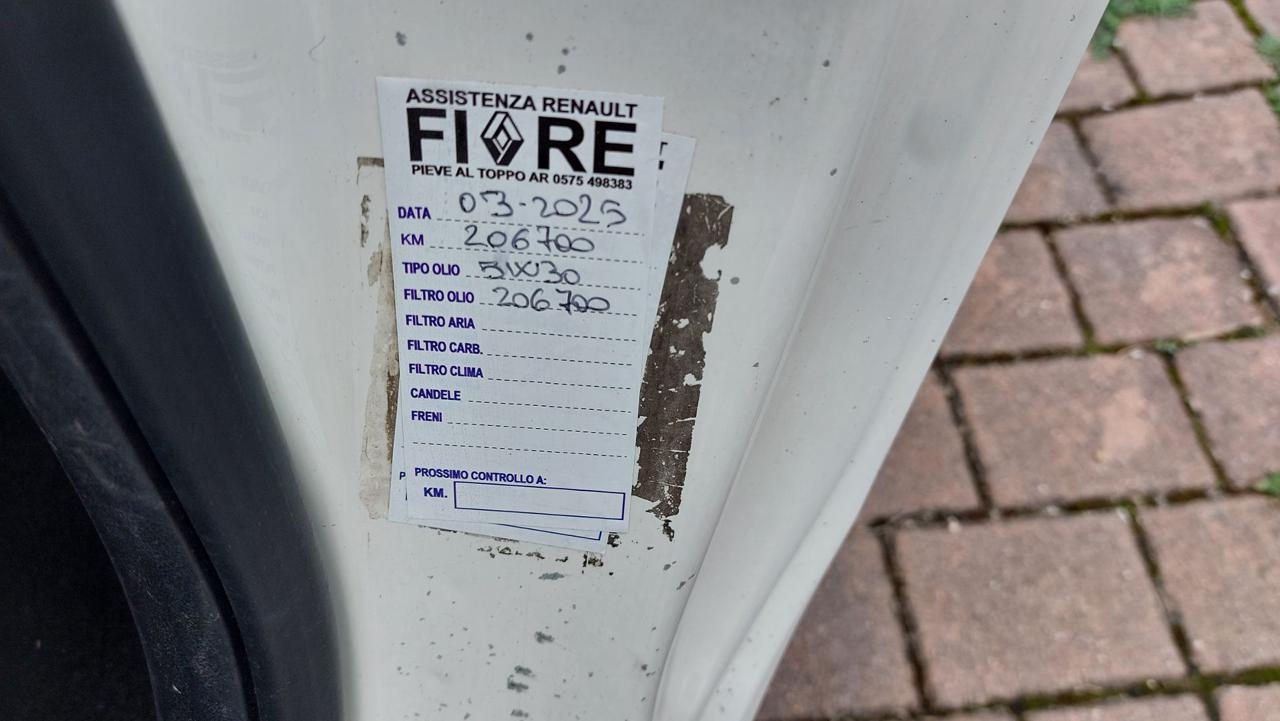 ASSISTENZA RENAULT
FIORE
PIEVE AL TOPPO AR 0575 498383
DATA 03-2025
KM 206700
TIPO OLIO 5W30
FILTRO OLIO 206700
FILTRO ARIA
FILTRO CARB.
FILTRO CLIMA
CANDELE
FRENI
PROSSIMO CONTROLLO A:
KM.